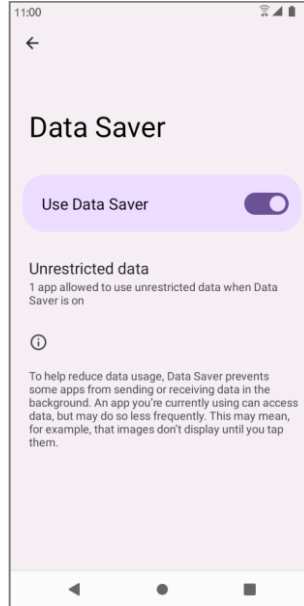 11:00
Data Saver
Use Data Saver
Unrestricted data
1 app allowed to use unrestricted data when Data
Saver is on
To help reduce data usage, Data Saver prevents
some apps from sending or receiving data in the
background. An app you're currently using can access
data, but may do so less frequently. This may mean,
for example, that images don't display until you tap
them.